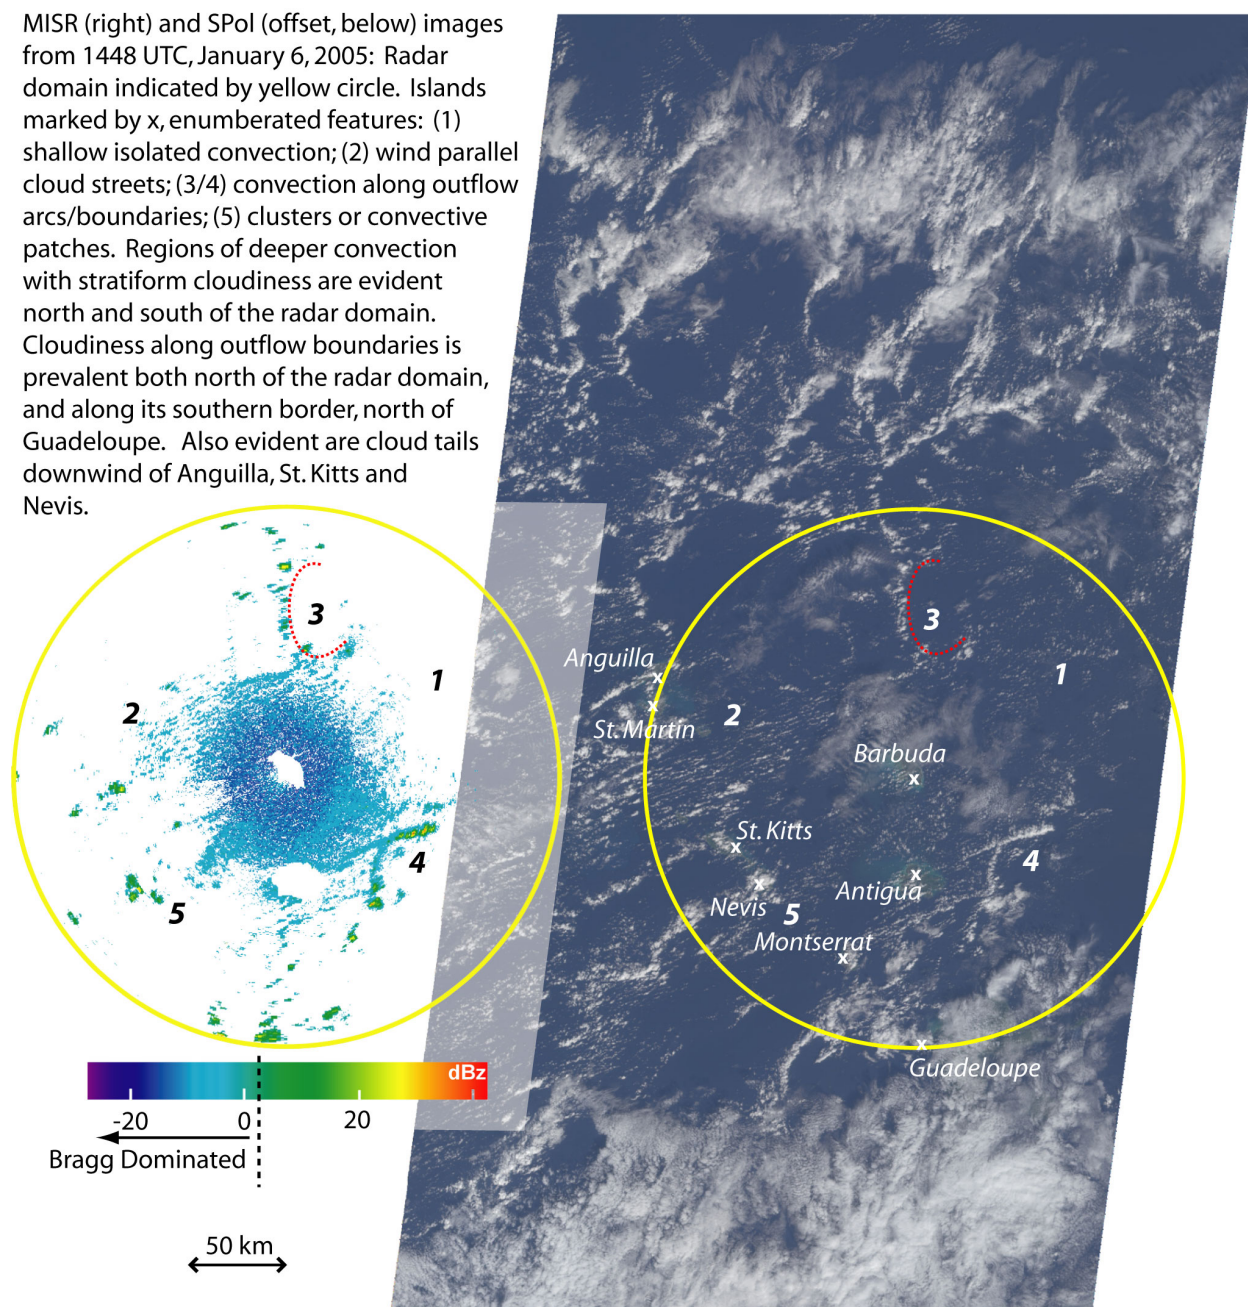 MISR (right) and SPol (offset, below) images
from 1448 UTC, January 6, 2005: Radar
domain indicated by yellow circle. Islands
marked by x, enumberated features: (1)
shallow isolated convection; (2) wind parallel
cloud streets; (3/4) convection along outflow
arcs/boundaries; (5) clusters or convective
patches. Regions of deeper convection
with stratiform cloudiness are evident
north and south of the radar domain.
Cloudiness along outflow boundaries is
prevalent both north of the radar domain,
and along its southern border, north of
Guadeloupe. Also evident are cloud tails
downwind of Anguilla, St. Kitts and
Nevis.
3
1
2
4
5
dBz
-20 0 20
Bragg Dominated
50 km
3
Anguilla
x
1
x
St. Martin
2
Barbuda
x
St. Kitts
x
4
x
Antigua
x
Nevis
5
Montserrat
x
x
Guadeloupe